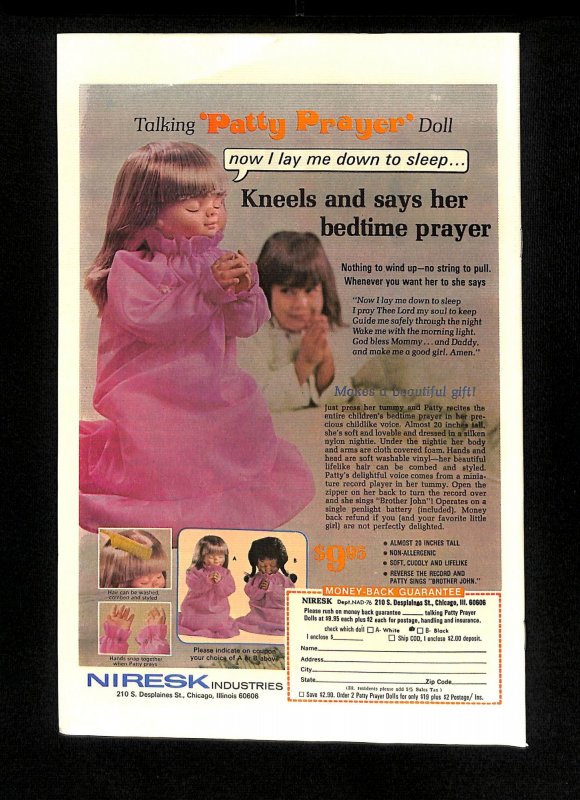 Talking 'Patty Prayer' Doll
now I lay me down to sleep...
Kneels and says her
bedtime prayer
Nothing to wind up—no string to pull.
Whenever you want her to she says
"Now I lay me down to sleep
I pray Thee Lord my soul to keep
Guide me safely through the night
Wake me with the morning light.
God bless Mommy...and Daddy,
and make me a good girl. Amen."
Makes a beautiful gift!
Just press her tummy and Patty recites the
entire children's bedtime prayer in her pre-
cious childlike voice. Almost 20 inches tall,
she's soft and lovable and dressed in a silken
nylon nightie. Under the nightie her body
and arms are cloth covered foam. Hands and
head are soft washable vinyl—her beautiful
lifelike hair can be combed and styled.
Patty's delightful voice comes from a minia-
ture record player in her tummy. Open the
zipper on her back to turn the record over
and she sings "Brother John"! Operates on
a single penlight battery (included). Money
back refund if you (and your favorite little
girl) are not perfectly delighted.
$9.95
• ALMOST 20 INCHES TALL
• NON-ALLERGENIC
• SOFT, CUDDLY AND LIFELIKE
• REVERSE THE RECORD AND
PATTY SINGS "BROTHER JOHN."
Hair can be washed,
combed and styled
Hands snap together
when Patty prays
A
B
Please indicate on coupon
your choice of A or B above
NIRESK INDUSTRIES
210 S. Desplaines St., Chicago, Illinois 60606
MONEY-BACK GUARANTEE
NIRESK Dept.NAD-76 210 S. Desplaines St., Chicago, Ill. 60606
Please rush on money back guarantee ____ talking Patty Prayer
Dolls at $9.95 each plus $2 each for postage, handling and insurance.
check which doll □ A- White □ B- Black
I enclose $____ □ Ship COD, I enclose $2.00 deposit.
Name
Address
City
State Zip Code
(Ill. residents please add 5% Sales Tax)
□ Save $2.90. Order 2 Patty Prayer Dolls for only $18 plus $2 Postage/ Ins.